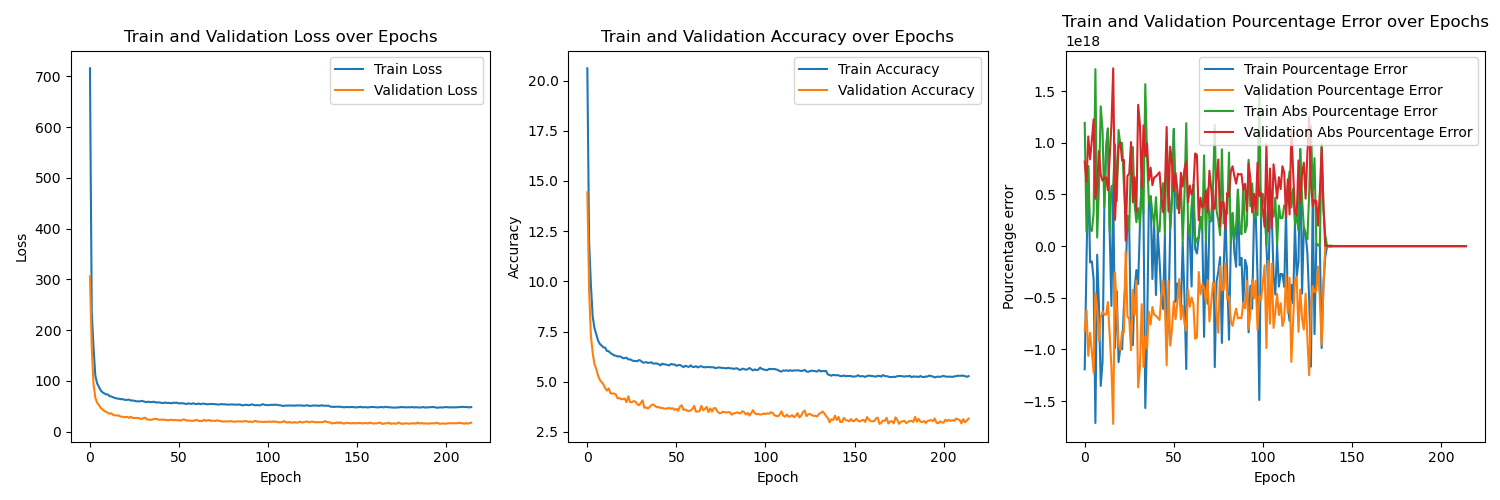 Train and Validation Loss over Epochs
700
600
500
400
300
200
100
0
Loss
0 50 100 150 200
Epoch
Train Loss
Validation Loss
Train and Validation Accuracy over Epochs
20.0
17.5
15.0
12.5
10.0
7.5
5.0
2.5
Accuracy
0 50 100 150 200
Epoch
Train Accuracy
Validation Accuracy
Train and Validation Pourcentage Error over Epochs
1e18
1.5
1.0
0.5
0.0
−0.5
−1.0
−1.5
Pourcentage error
0 50 100 150 200
Epoch
Train Pourcentage Error
Validation Pourcentage Error
Train Abs Pourcentage Error
Validation Abs Pourcentage Error